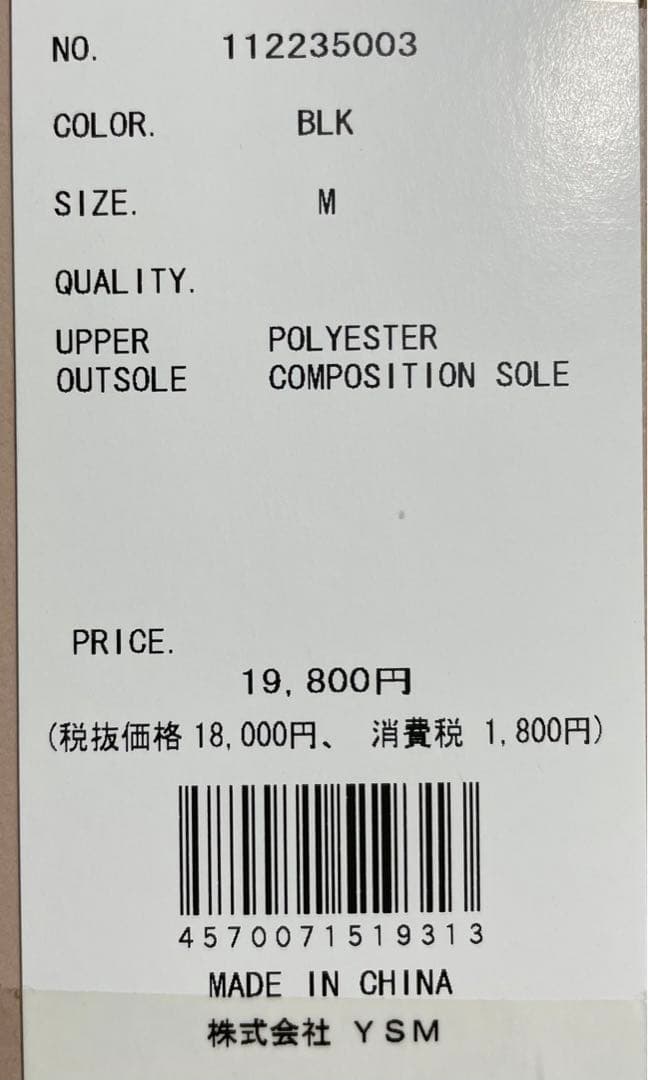 NO. 112235003
COLOR. BLK
SIZE. M
QUALITY.
UPPER POLYESTER
OUTSOLE COMPOSITION SOLE
PRICE.
19,800円
(税抜価格 18,000円、 消費税 1,800円)
4570071519313
MADE IN CHINA
株式会社 YSM